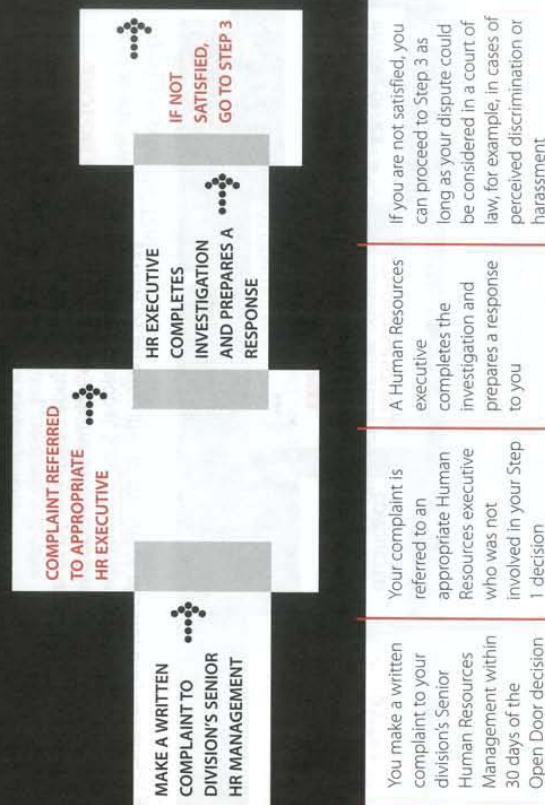 MAKE A WRITTEN
COMPLAINT TO
DIVISION'S SENIOR
HR MANAGEMENT
COMPLAINT REFERRED
TO APPROPRIATE
HR EXECUTIVE
HR EXECUTIVE
COMPLETES
INVESTIGATION
AND PREPARES A
RESPONSE
IF NOT
SATISFIED,
GO TO STEP 3
You make a written
complaint to your
division's Senior
Human Resources
Management within
30 days of the
Open Door decision
Your complaint is
referred to an
appropriate Human
Resources executive
who was not
involved in your Step
1 decision
A Human Resources
executive
completes the
investigation and
prepares a response
to you
If you are not satisfied, you
can proceed to Step 3 as
long as your dispute could
be considered in a court of
law, for example, in cases of
perceived discrimination or
harassment